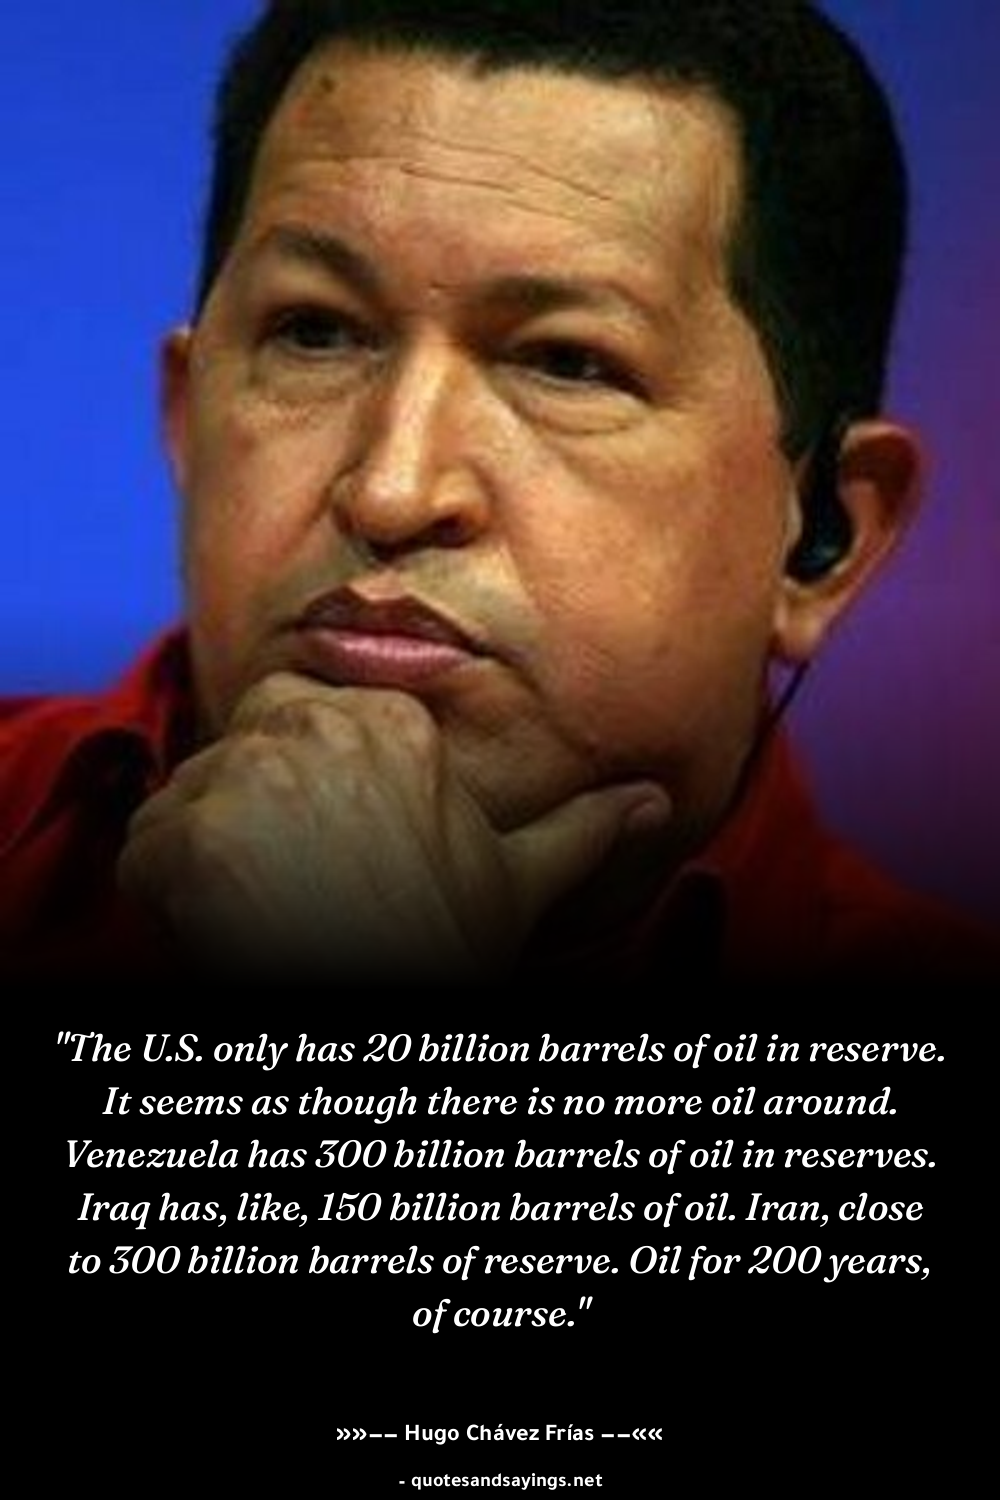 "The U.S. only has 20 billion barrels of oil in reserve.
It seems as though there is no more oil around.
Venezuela has 300 billion barrels of oil in reserves.
Iraq has, like, 150 billion barrels of oil. Iran, close
to 300 billion barrels of reserve. Oil for 200 years,
of course."
»»–– Hugo Chávez Frías ––««
- quotesandsayings.net